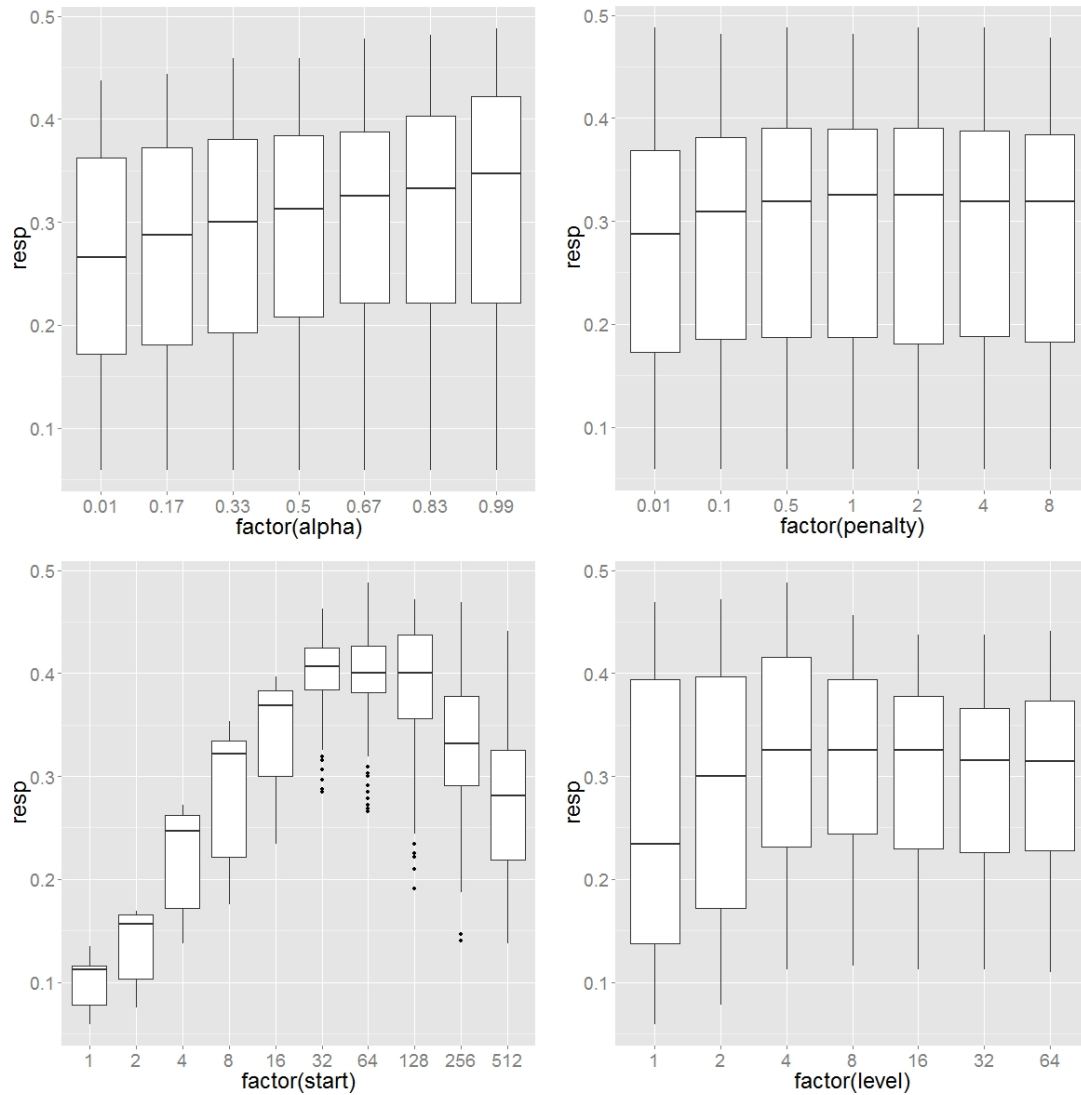 0.5
0.4
0.3
0.2
0.1
resp
0.01 0.17 0.33 0.5 0.67 0.83 0.99
factor(alpha)
0.5
0.4
0.3
0.2
0.1
resp
0.01 0.1 0.5 1 2 4 8
factor(penalty)
0.5
0.4
0.3
0.2
0.1
resp
1 2 4 8 16 32 64 128 256 512
factor(start)
0.5
0.4
0.3
0.2
0.1
resp
1 2 4 8 16 32 64
factor(level)